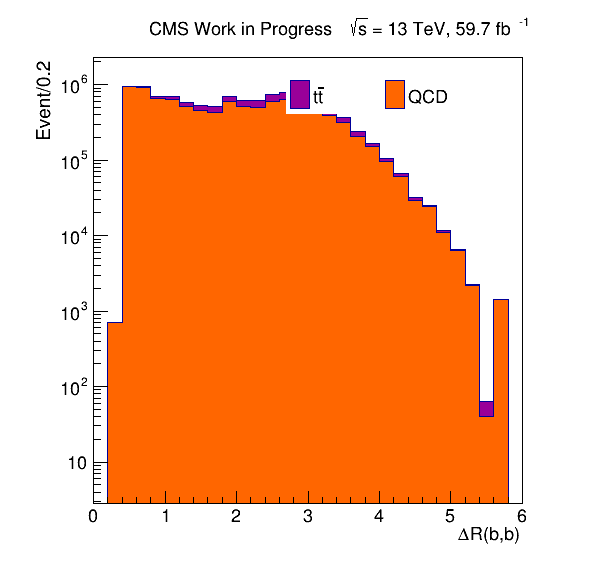 CMS Work in Progress √s = 13 TeV, 59.7 fb⁻¹
Event/0.2
10⁶
10⁵
10⁴
10³
10²
10
tt̄
QCD
0 1 2 3 4 5 6
ΔR(b,b)